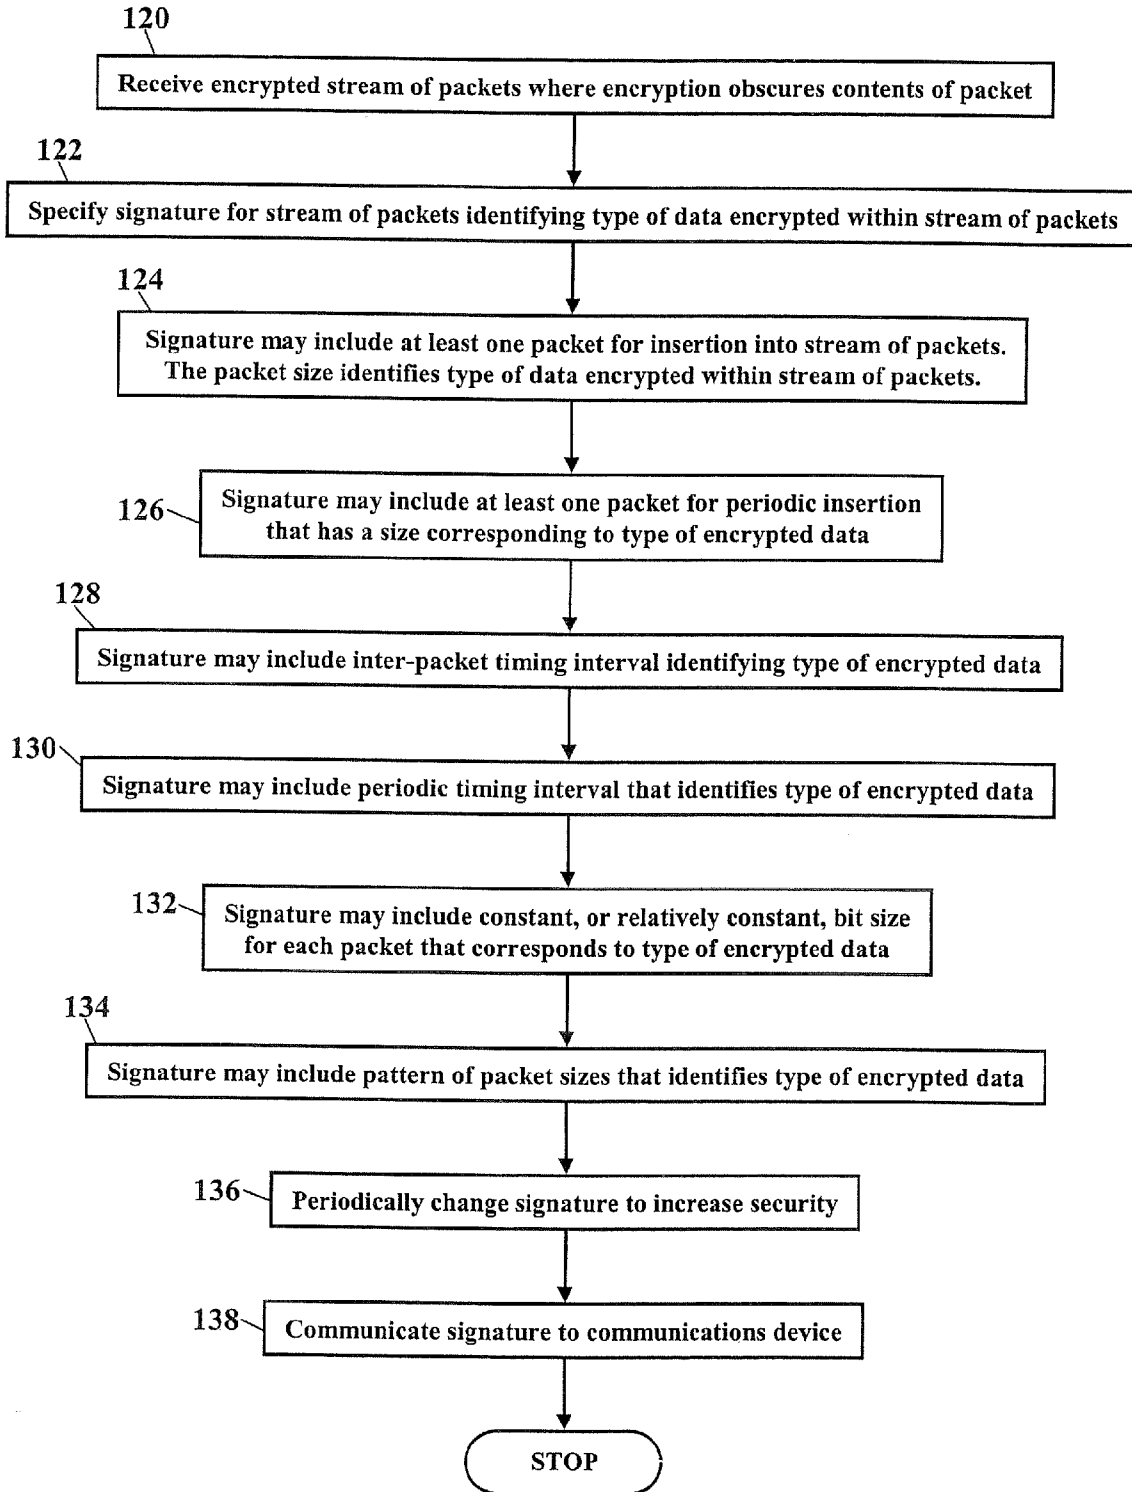 120
Receive encrypted stream of packets where encryption obscures contents of packet
122
Specify signature for stream of packets identifying type of data encrypted within stream of packets
124
Signature may include at least one packet for insertion into stream of packets.
The packet size identifies type of data encrypted within stream of packets.
126
Signature may include at least one packet for periodic insertion
that has a size corresponding to type of encrypted data
128
Signature may include inter-packet timing interval identifying type of encrypted data
130
Signature may include periodic timing interval that identifies type of encrypted data
132
Signature may include constant, or relatively constant, bit size
for each packet that corresponds to type of encrypted data
134
Signature may include pattern of packet sizes that identifies type of encrypted data
136
Periodically change signature to increase security
138
Communicate signature to communications device
STOP